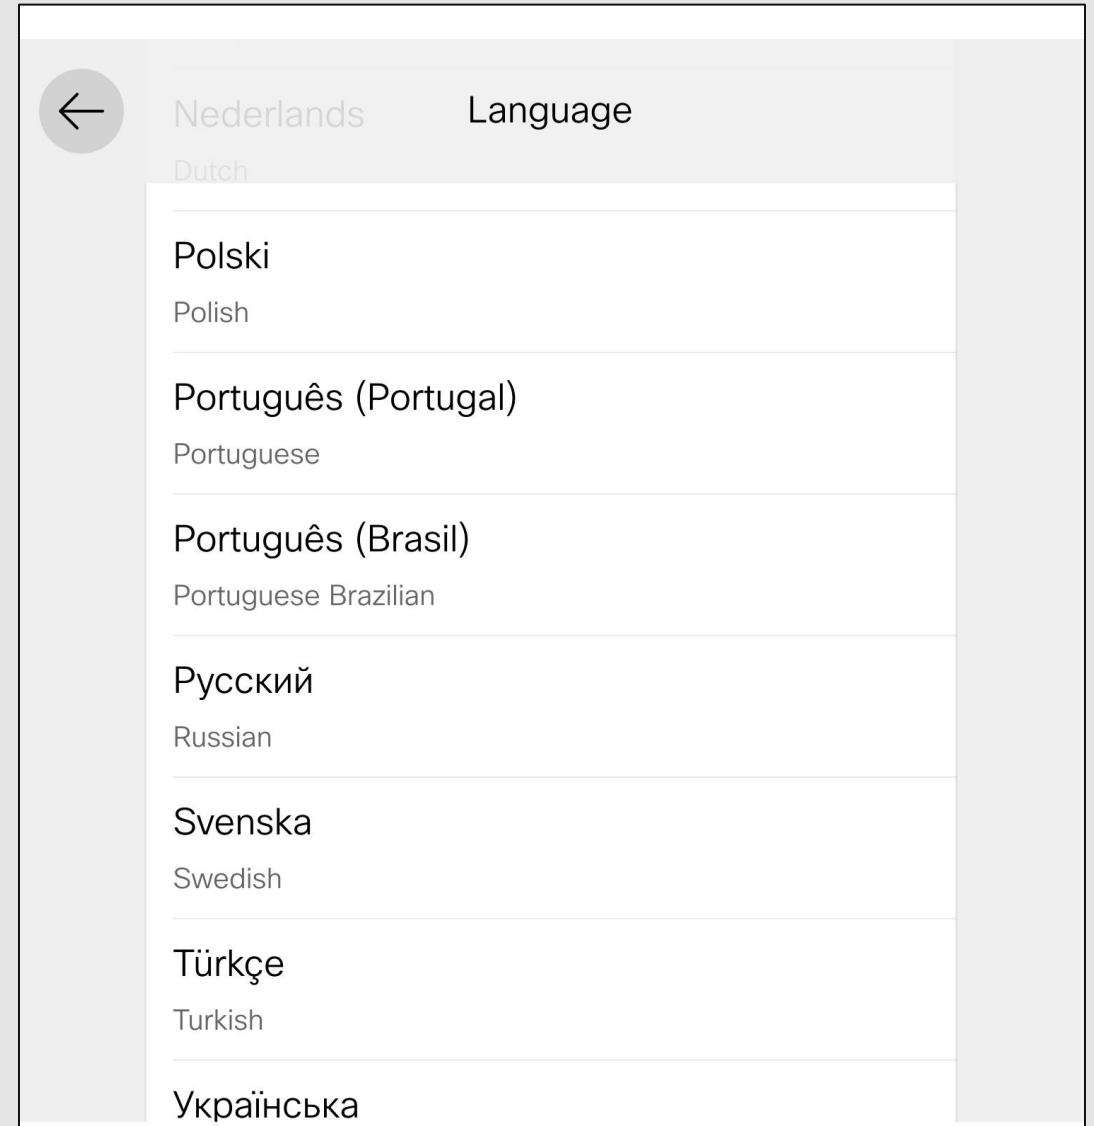 Language
Nederlands
Dutch
Polski
Polish
Português (Portugal)
Portuguese
Português (Brasil)
Portuguese Brazilian
Русский
Russian
Svenska
Swedish
Türkçe
Turkish
Українська